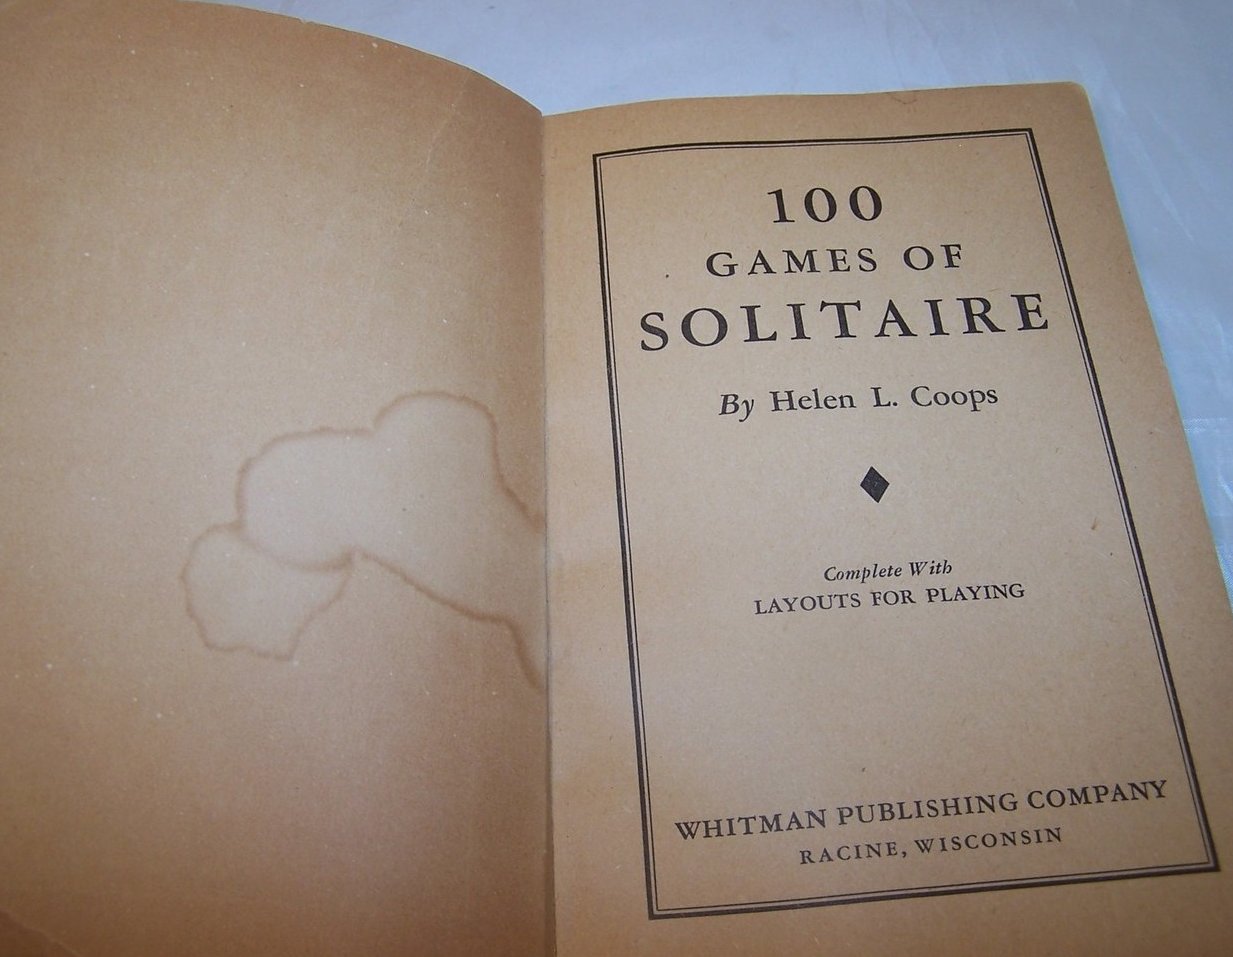 100
GAMES OF
SOLITAIRE
By Helen L. Coops
Complete With
LAYOUTS FOR PLAYING
WHITMAN PUBLISHING COMPANY
RACINE, WISCONSIN